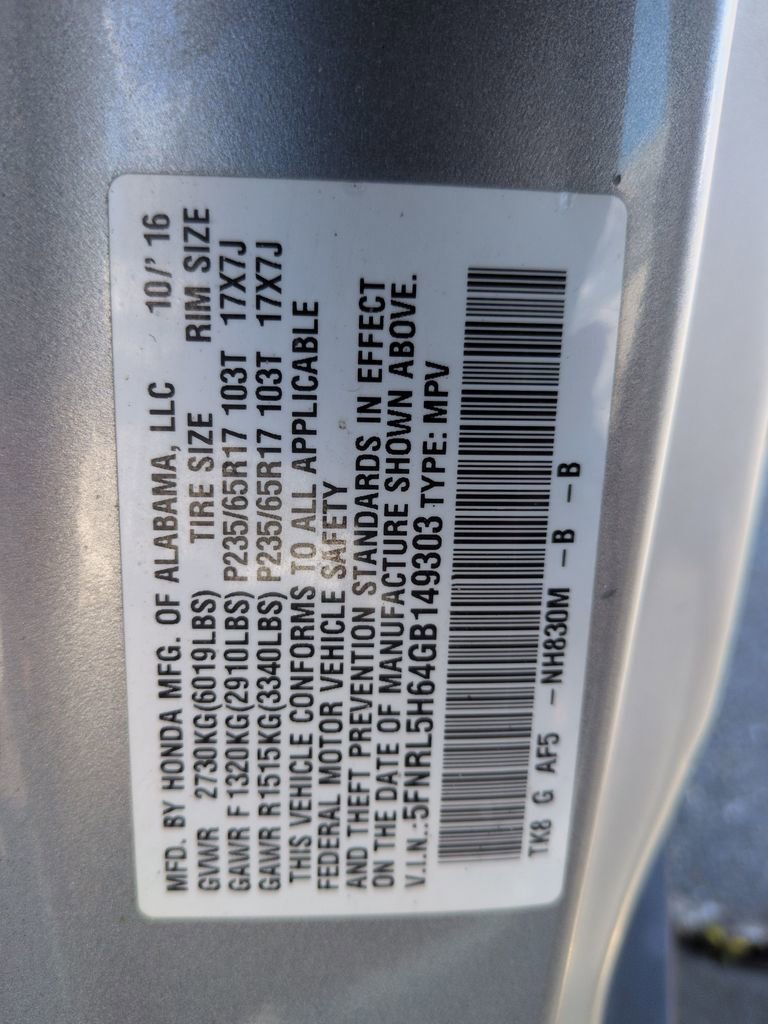 MFD. BY HONDA MFG. OF ALABAMA, LLC 10/' 16
GVWR 2730KG(6019LBS) TIRE SIZE RIM SIZE
GAWR F 1320KG(2910LBS) P235/65R17 103T 17X7J
GAWR R1515KG(3340LBS) P235/65R17 103T 17X7J
THIS VEHICLE CONFORMS TO ALL APPLICABLE
FEDERAL MOTOR VEHICLE SAFETY
AND THEFT PREVENTION STANDARDS IN EFFECT
ON THE DATE OF MANUFACTURE SHOWN ABOVE.
V.I.N.:5FNRL5H64GB149303 TYPE: MPV
TK8 G AF5 -NH830M -B -B